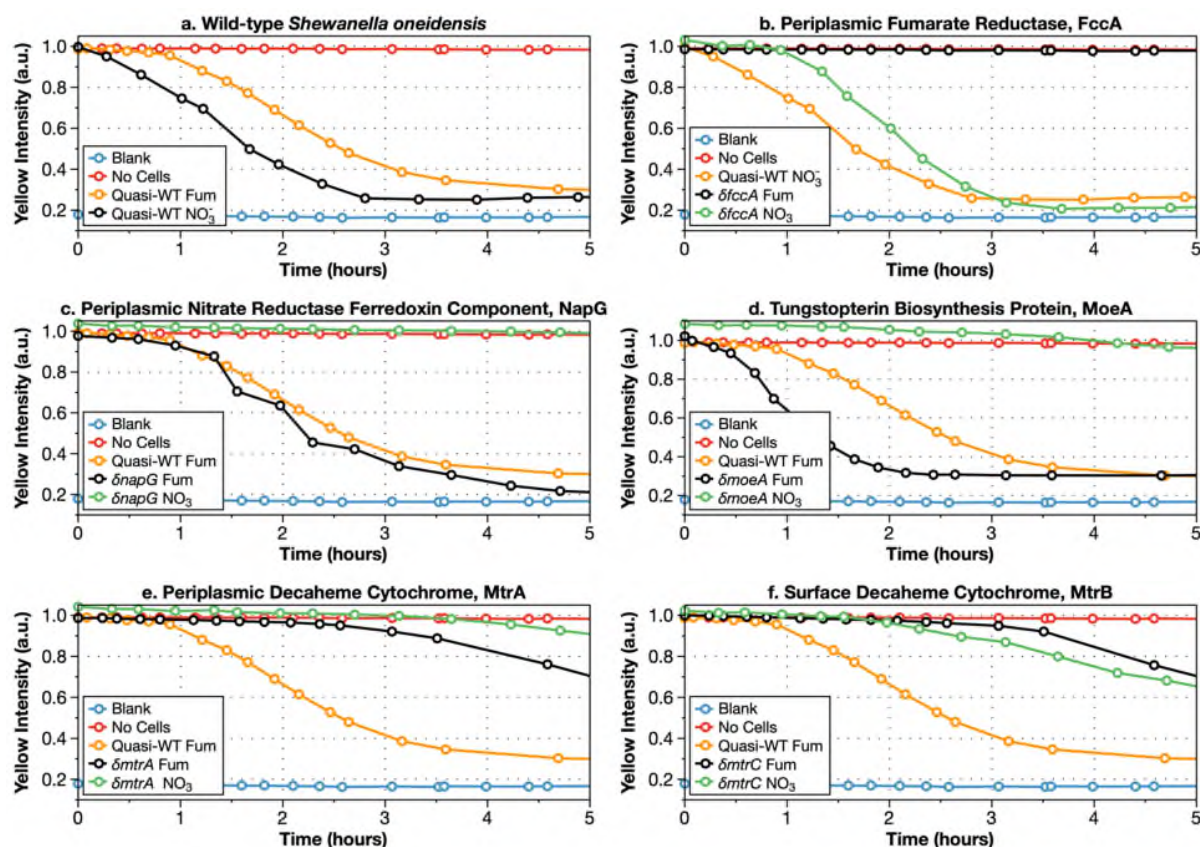 a. Wild-type Shewanella oneidensis
Yellow Intensity (a.u.)
1.0
0.8
0.6
0.4
0.2
Blank
No Cells
Quasi-WT Fum
Quasi-WT NO₃⁻
0 1 2 3 4 5
Time (hours)
b. Periplasmic Fumarate Reductase, FccA
Yellow Intensity (a.u.)
1.0
0.8
0.6
0.4
0.2
Blank
No Cells
Quasi-WT NO₃⁻
δfccA Fum
δfccA NO₃
0 1 2 3 4 5
Time (hours)
c. Periplasmic Nitrate Reductase Ferredoxin Component, NapG
Yellow Intensity (a.u.)
1.0
0.8
0.6
0.4
0.2
Blank
No Cells
Quasi-WT Fum
δnapG Fum
δnapG NO₃
0 1 2 3 4 5
Time (hours)
d. Tungstopterin Biosynthesis Protein, MoeA
Yellow Intensity (a.u.)
1.0
0.8
0.6
0.4
0.2
Blank
No Cells
Quasi-WT Fum
δmoeA Fum
δmoeA NO₃
0 1 2 3 4 5
Time (hours)
e. Periplasmic Decaheme Cytochrome, MtrA
Yellow Intensity (a.u.)
1.0
0.8
0.6
0.4
0.2
Blank
No Cells
Quasi-WT Fum
δmtrA Fum
δmtrA NO₃
0 1 2 3 4 5
Time (hours)
f. Surface Decaheme Cytochrome, MtrB
Yellow Intensity (a.u.)
1.0
0.8
0.6
0.4
0.2
Blank
No Cells
Quasi-WT Fum
δmtrC Fum
δmtrC NO₃
0 1 2 3 4 5
Time (hours)